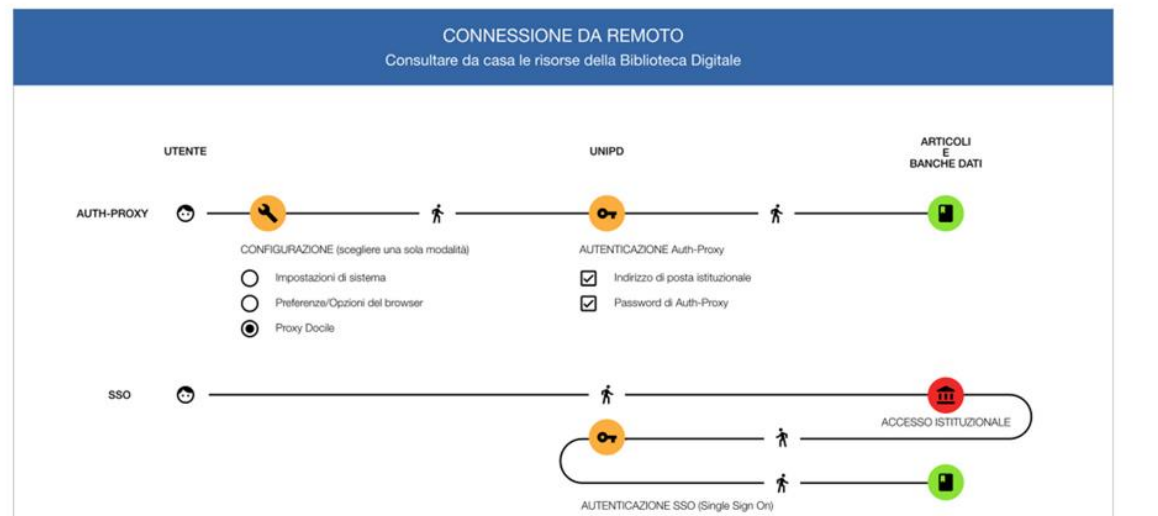 CONNESSIONE DA REMOTO
Consultare da casa le risorse della Biblioteca Digitale
UTENTE
UNIPD
ARTICOLI
E
BANCHE DATI
AUTH-PROXY
CONFIGURAZIONE (scegliere una sola modalità)
Impostazioni di sistema
Preferenze/Opzioni del browser
Proxy Docile
AUTENTICAZIONE Auth-Proxy
Indirizzo di posta istituzionale
Password di Auth-Proxy
SSO
ACCESSO ISTITUZIONALE
AUTENTICAZIONE SSO (Single Sign On)